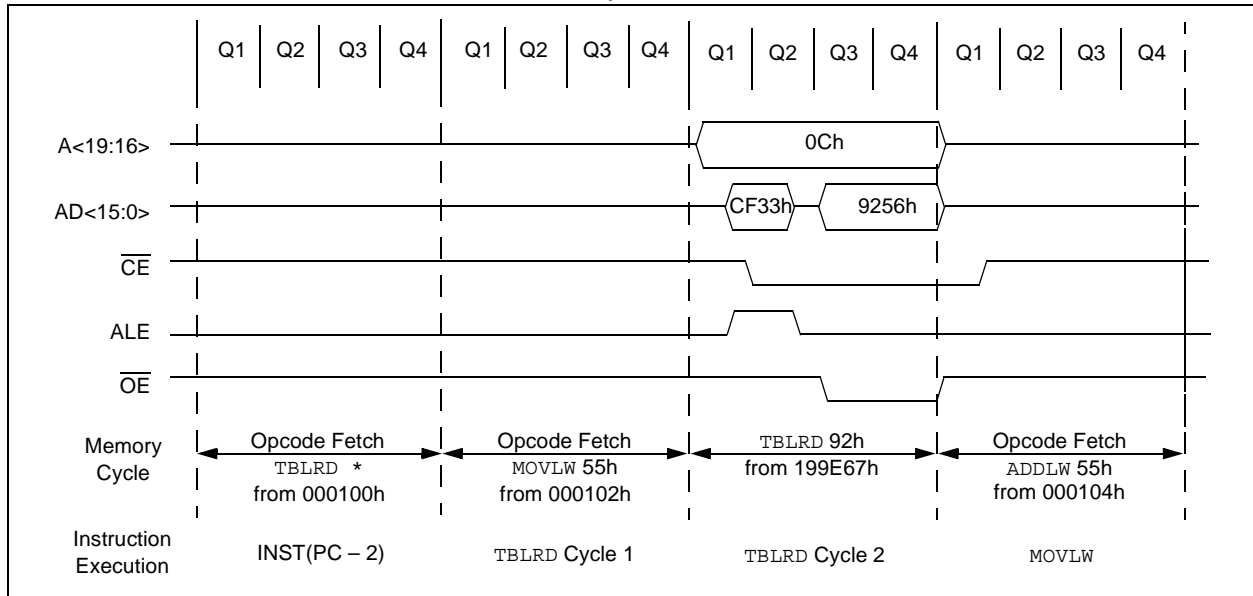 Q1 Q2 Q3 Q4 Q1 Q2 Q3 Q4 Q1 Q2 Q3 Q4 Q1 Q2 Q3 Q4
A<19:16> 0Ch
AD<15:0> CF33h 9256h
CE
ALE
OE
Memory
Cycle
Opcode Fetch
TBLRD *
from 000100h
Opcode Fetch
MOVLW 55h
from 000102h
TBLRD 92h
from 199E67h
Opcode Fetch
ADDLW 55h
from 000104h
Instruction
Execution
INST(PC – 2)
TBLRD Cycle 1
TBLRD Cycle 2
MOVLW